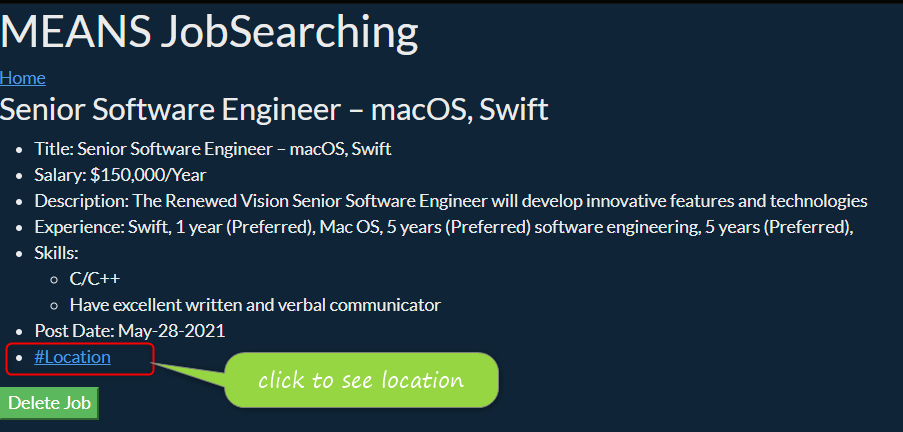 MEANS JobSearching
Home
Senior Software Engineer – macOS, Swift
• Title: Senior Software Engineer – macOS, Swift
• Salary: $150,000/Year
• Description: The Renewed Vision Senior Software Engineer will develop innovative features and technologies
• Experience: Swift, 1 year (Preferred), Mac OS, 5 years (Preferred) software engineering, 5 years (Preferred),
• Skills:
◦ C/C++
◦ Have excellent written and verbal communicator
• Post Date: May-28-2021
• #Location
click to see location
Delete Job